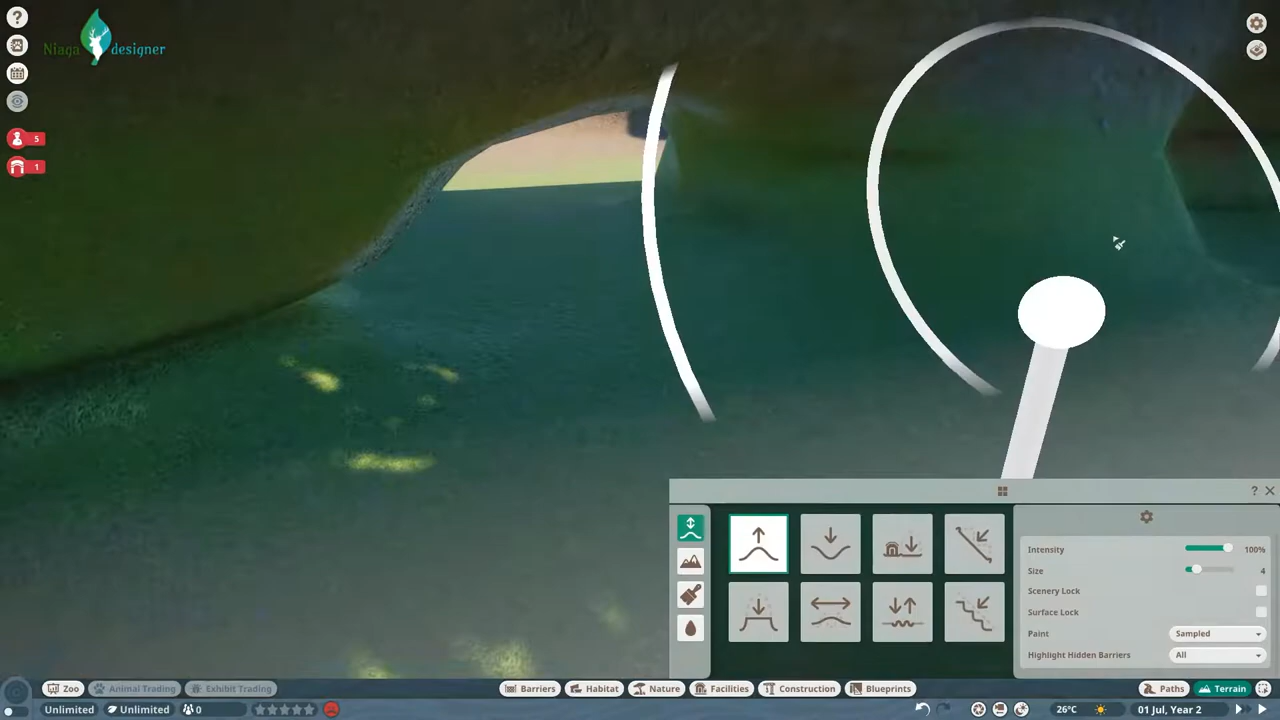 ?
Niaga designer
5
1
?
Intensity 100%
Size 4
Scenery Lock
Surface Lock
Paint Sampled
Highlight Hidden Barriers All
Zoo Animal Trading Exhibit Trading Barriers Habitat Nature Facilities Construction Blueprints Paths Terrain
Unlimited Unlimited 0 26°C 01 Jul, Year 2